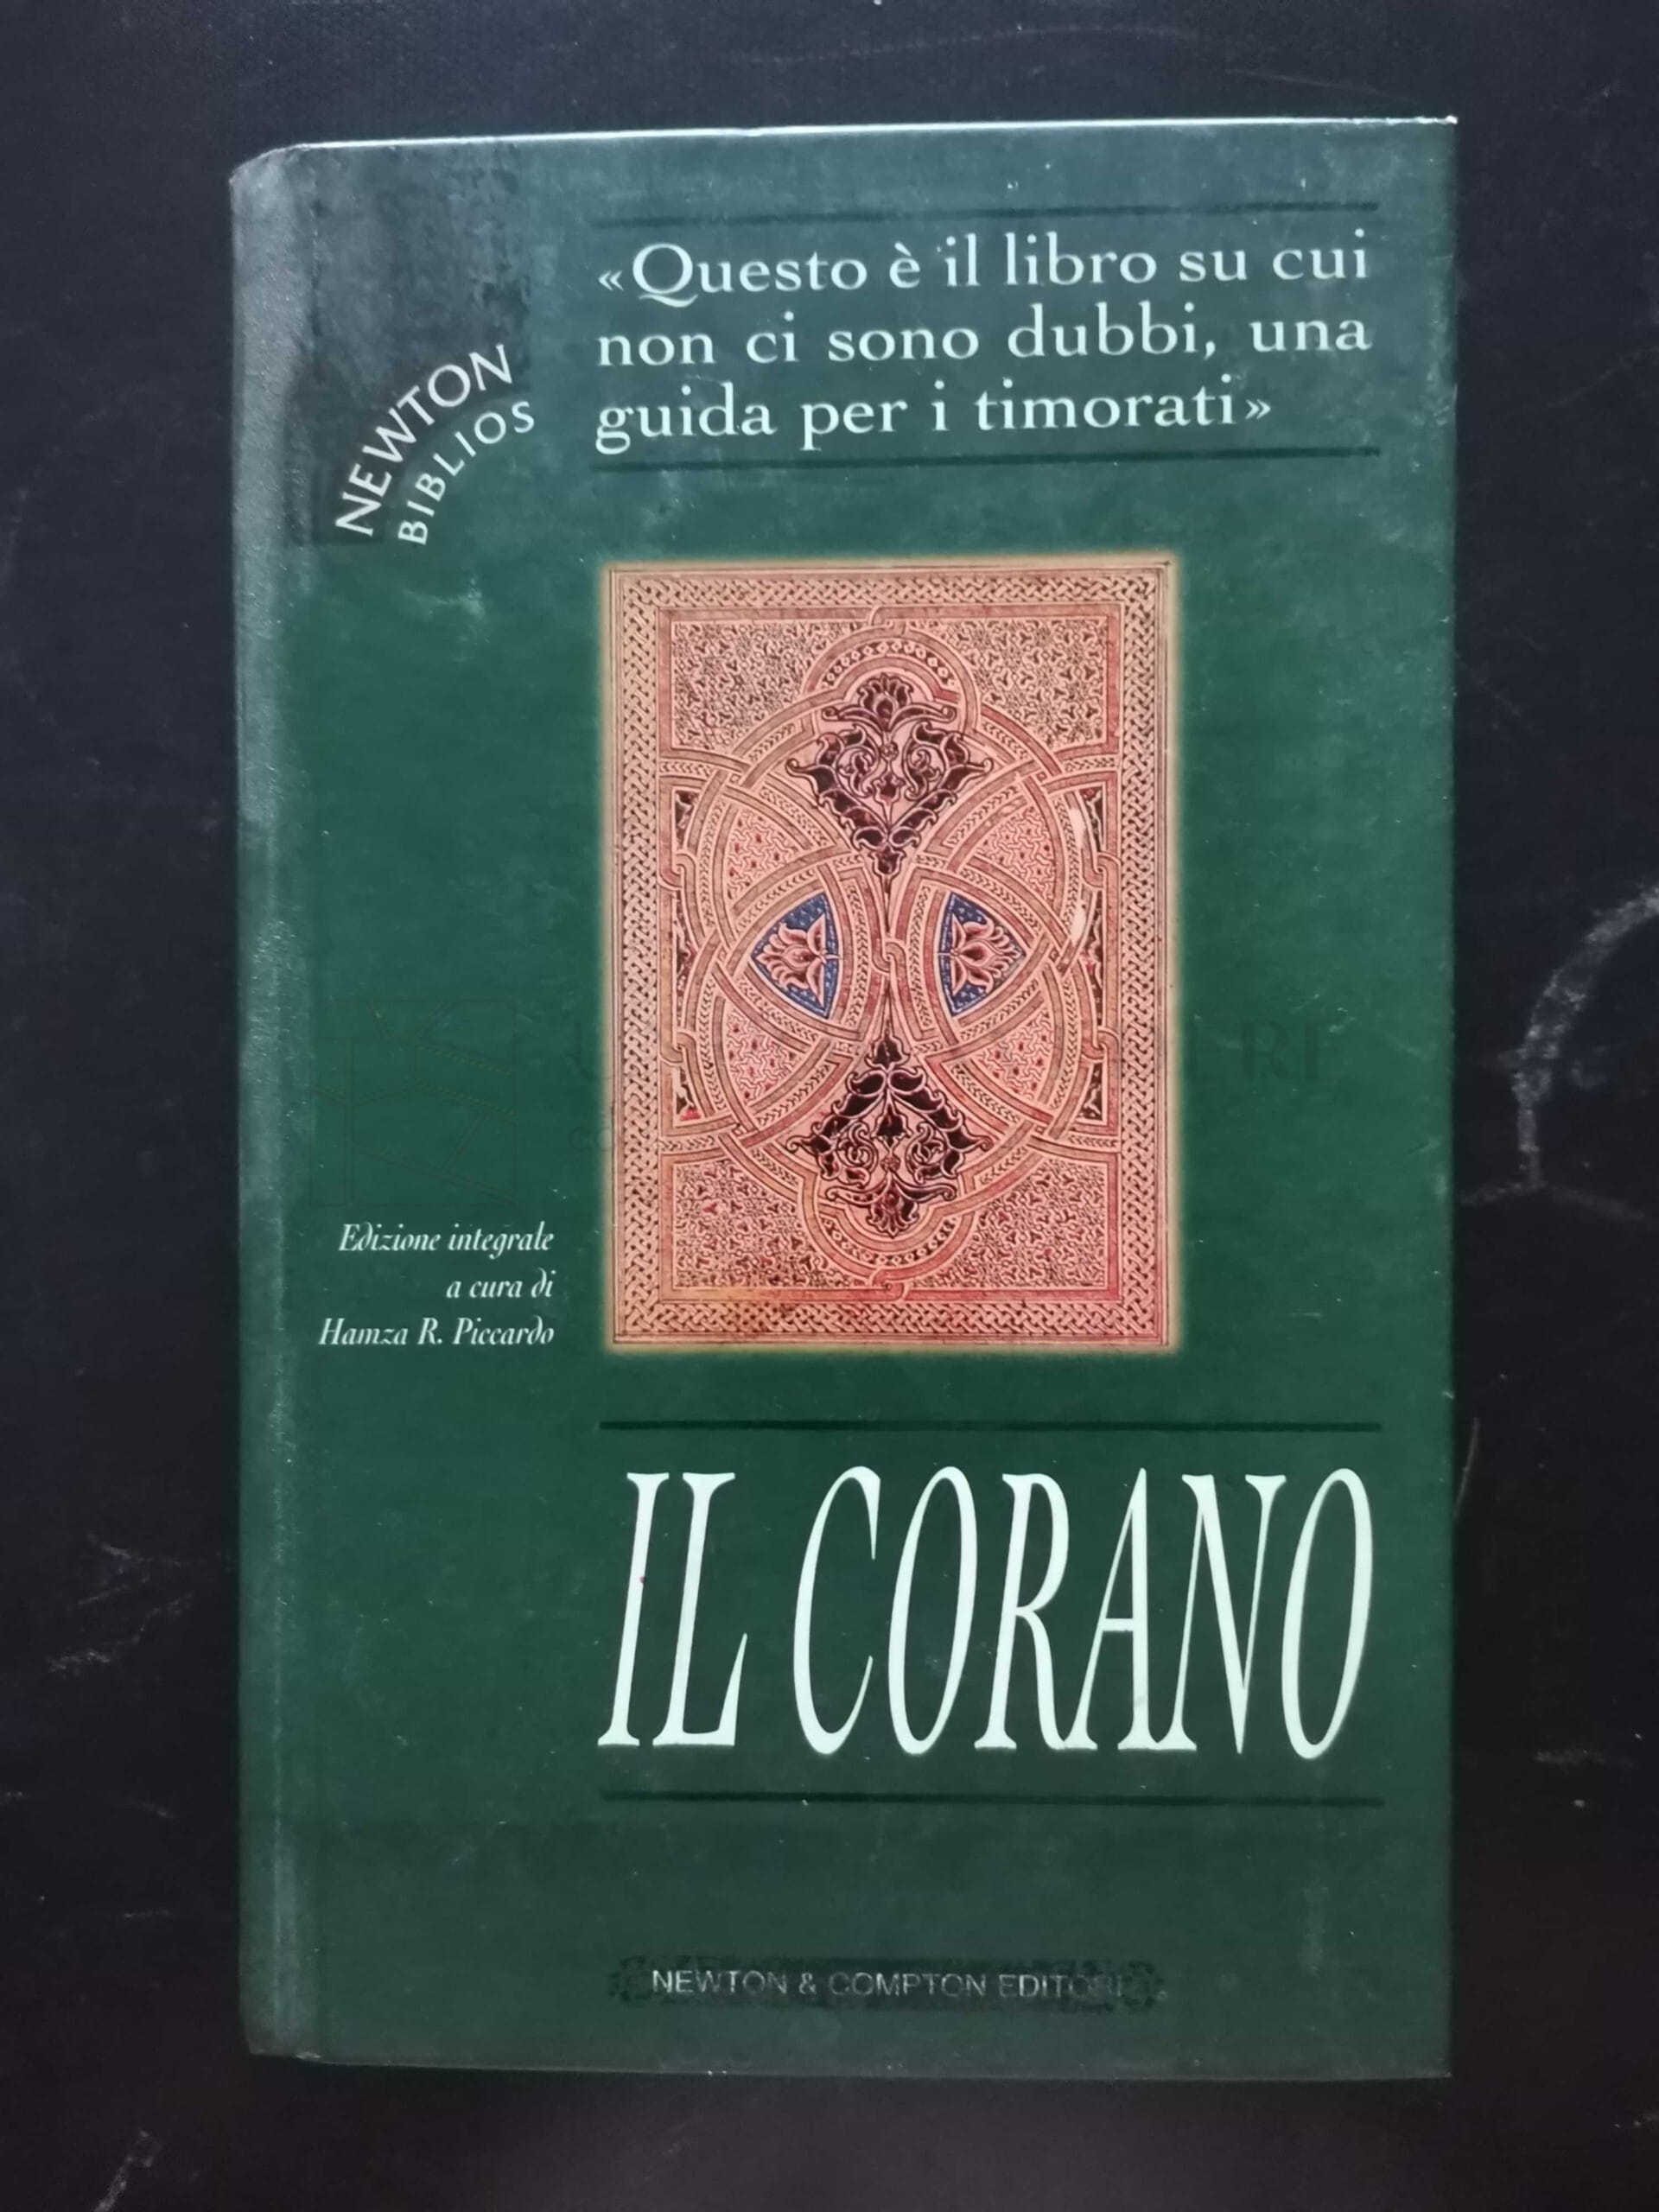 «Questo è il libro su cui
non ci sono dubbi, una
guida per i timorati»
NEWTON
BIBLIOS
Edizione integrale
a cura di
Hamza R. Piccardo
IL CORANO
NEWTON & COMPTON EDITORI